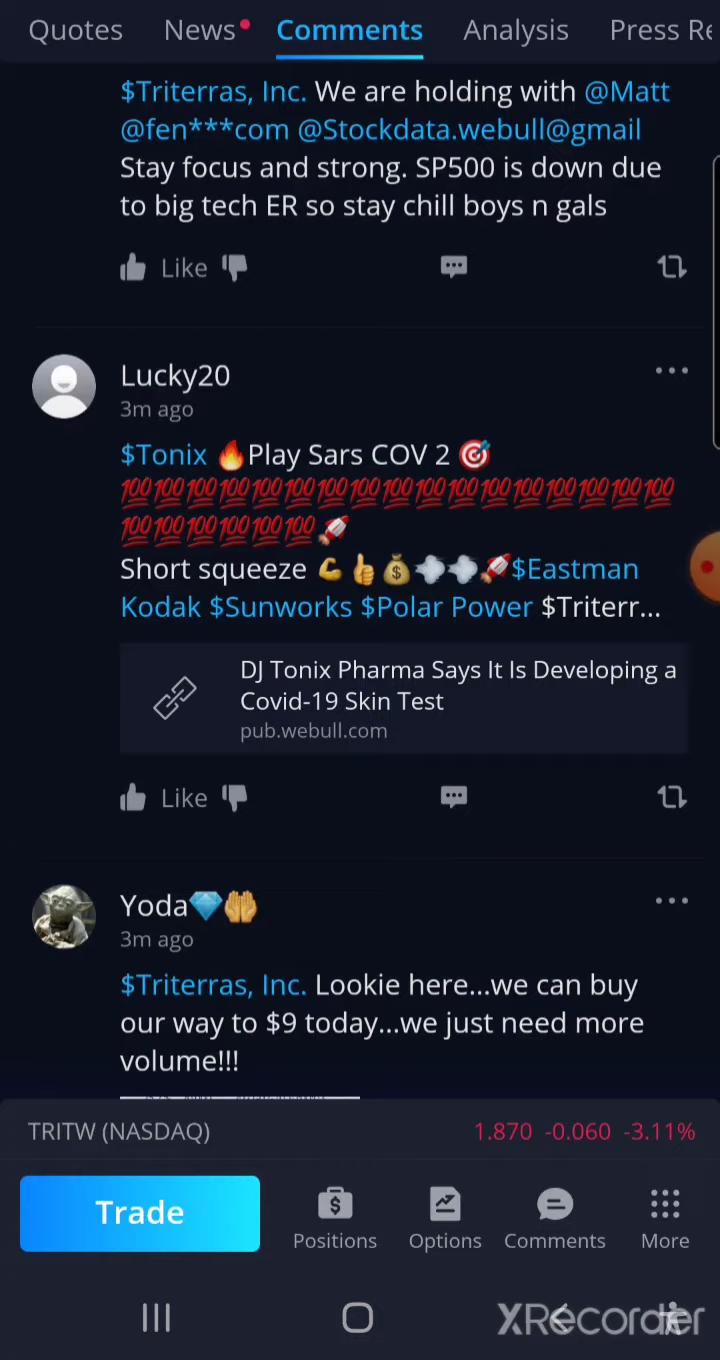 Quotes News Comments Analysis Press Re
$Triterras, Inc. We are holding with @Matt
@fen***com @Stockdata.webull@gmail
Stay focus and strong. SP500 is down due
to big tech ER so stay chill boys n gals
Like
Lucky20
3m ago
$Tonix 🔥Play Sars COV 2 🎯
💯💯💯💯💯💯💯💯💯💯💯💯💯💯💯💯💯
💯💯💯💯💯💯🚀
Short squeeze 💪👍💰💨💨🚀$Eastman
Kodak $Sunworks $Polar Power $Triterr...
DJ Tonix Pharma Says It Is Developing a
Covid-19 Skin Test
pub.webull.com
Like
Yoda💎🤲
3m ago
$Triterras, Inc. Lookie here...we can buy
our way to $9 today...we just need more
volume!!!
TRITW (NASDAQ) 1.870 -0.060 -3.11%
Trade
Positions Options Comments More
XRecorder